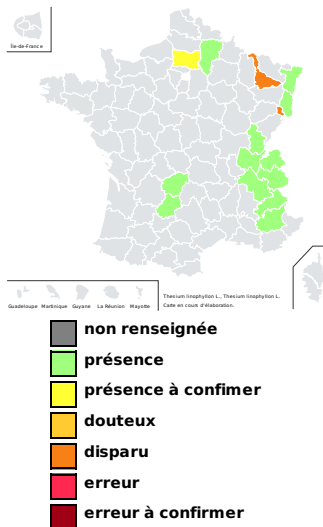 Île-de-France
Guadeloupe Martinique Guyane La Réunion Mayotte
Thesium linophyllon L., Thesium linophyllon L.
Carte en cours d'élaboration.
non renseignée
présence
présence à confimer
douteux
disparu
erreur
erreur à confirmer